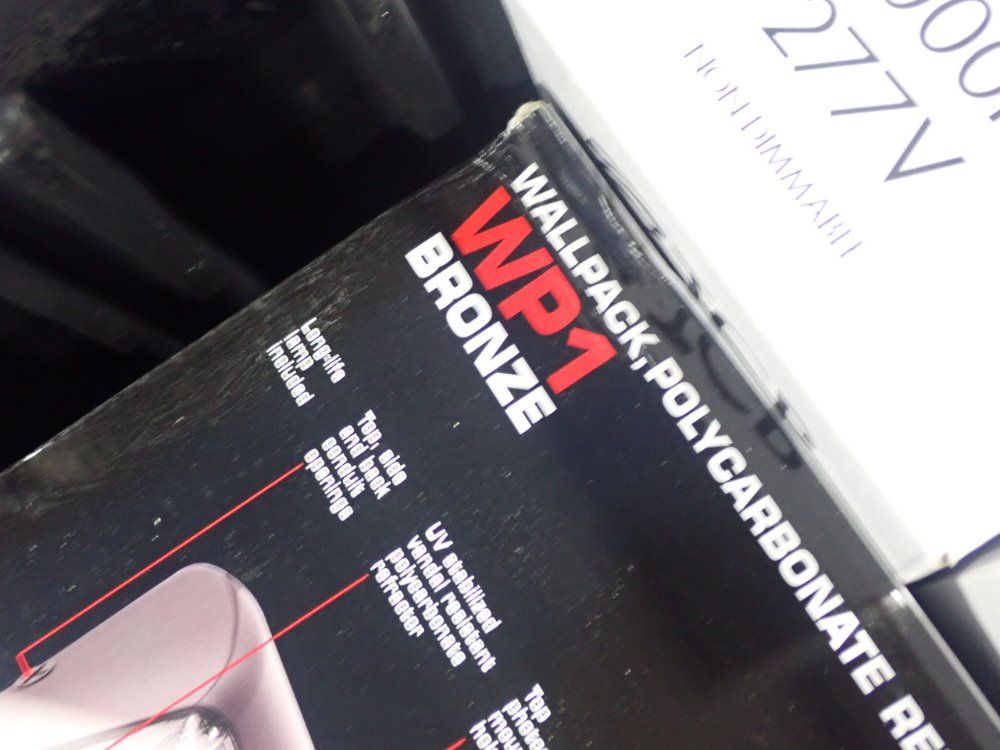 277V
NON DIMMABLE
WALLPACK, POLYCARBONATE RE
WP1
BRONZE
Long-life
lamp
included
Top, side
and back
conduit
openings
UV stabilized
vandal resistant
polycarbonate
refractor
Top